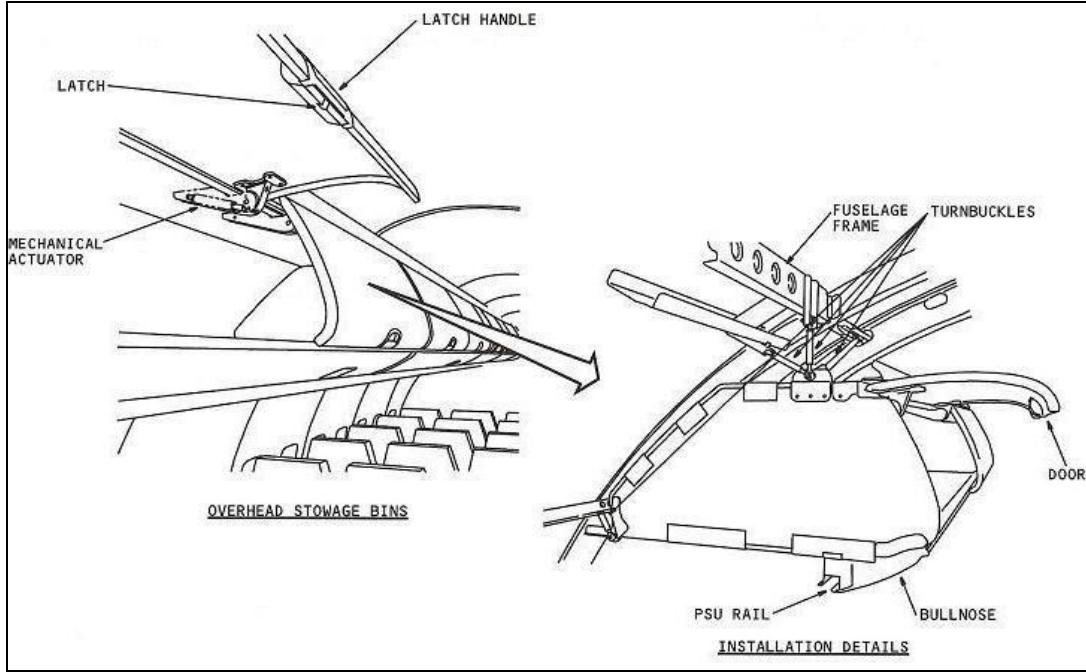 LATCH HANDLE
LATCH
MECHANICAL
ACTUATOR
OVERHEAD STOWAGE BINS
FUSELAGE
FRAME
TURNBUCKLES
DOOR
PSU RAIL
BULLNOSE
INSTALLATION DETAILS